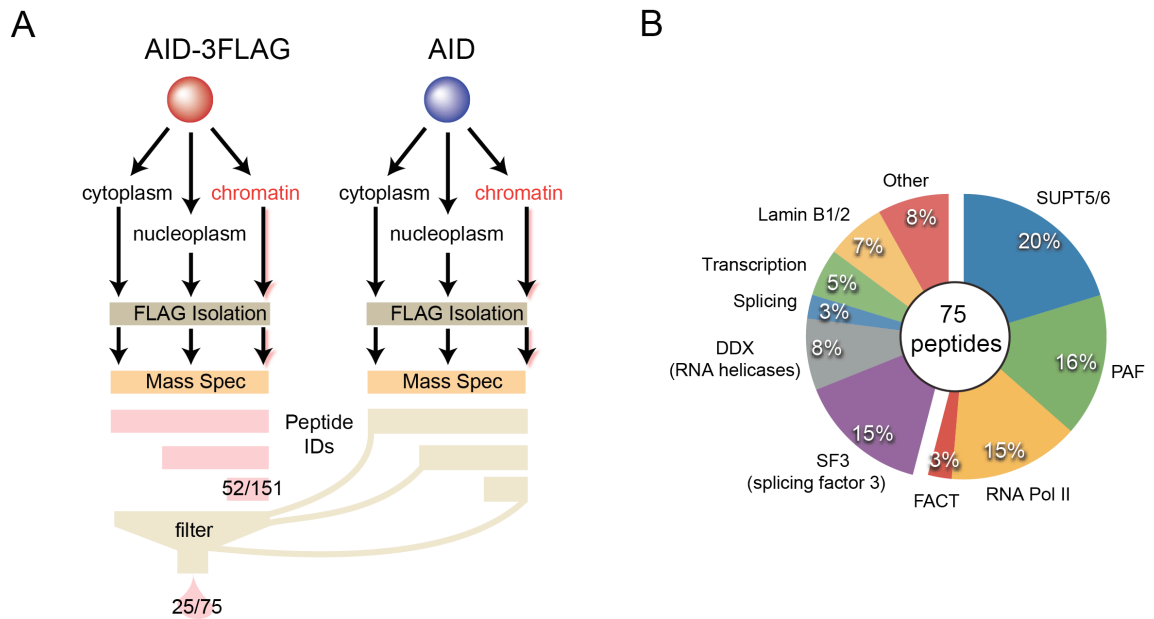 A
AID-3FLAG
AID
cytoplasm
chromatin
nucleoplasm
cytoplasm
chromatin
nucleoplasm
FLAG Isolation
FLAG Isolation
Mass Spec
Mass Spec
Peptide
IDs
52/151
filter
25/75
B
Other
SUPT5/6
Lamin B1/2
8%
20%
7%
Transcription
5%
Splicing
3%
75
peptides
DDX
(RNA helicases)
8%
16%
PAF
15%
15%
3%
SF3
(splicing factor 3)
FACT
RNA Pol II